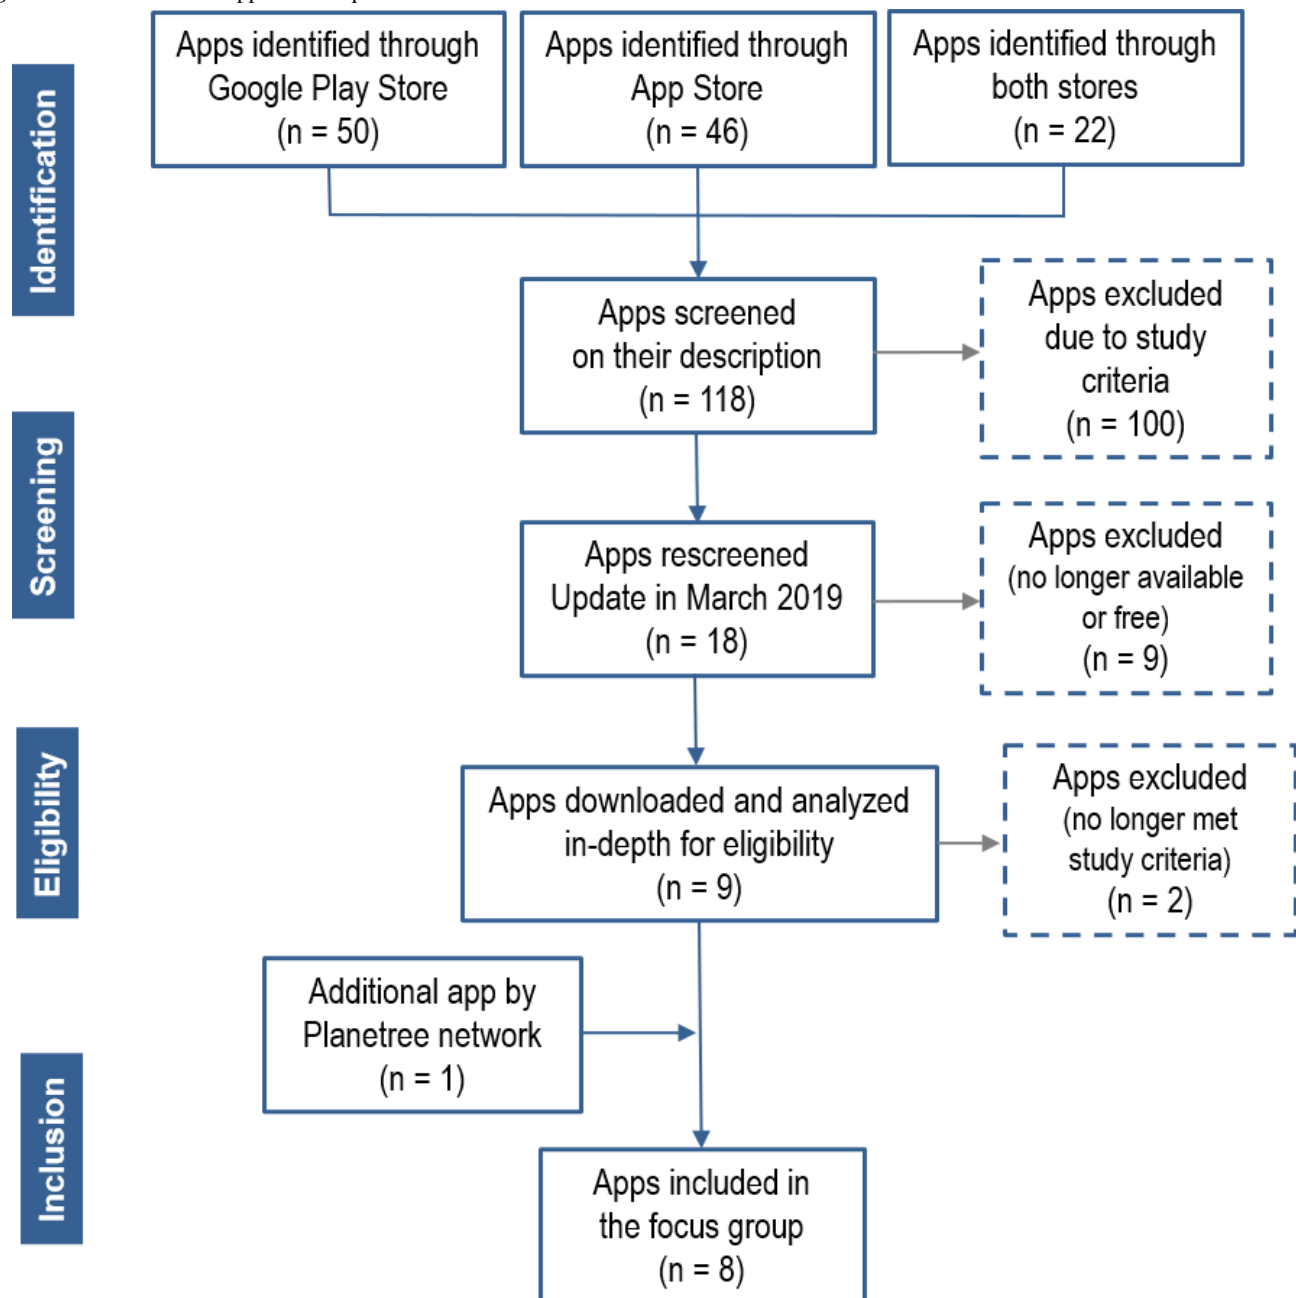 Apps identified through
Google Play Store
(n = 50)
Apps identified through
App Store
(n = 46)
Apps identified through
both stores
(n = 22)
Identification
Apps screened
on their description
(n = 118)
Apps excluded
due to study
criteria
(n = 100)
Screening
Apps rescreened
Update in March 2019
(n = 18)
Apps excluded
(no longer available
or free)
(n = 9)
Eligibility
Apps downloaded and analyzed
in-depth for eligibility
(n = 9)
Apps excluded
(no longer met
study criteria)
(n = 2)
Additional app by
Planetree network
(n = 1)
Inclusion
Apps included in
the focus group
(n = 8)